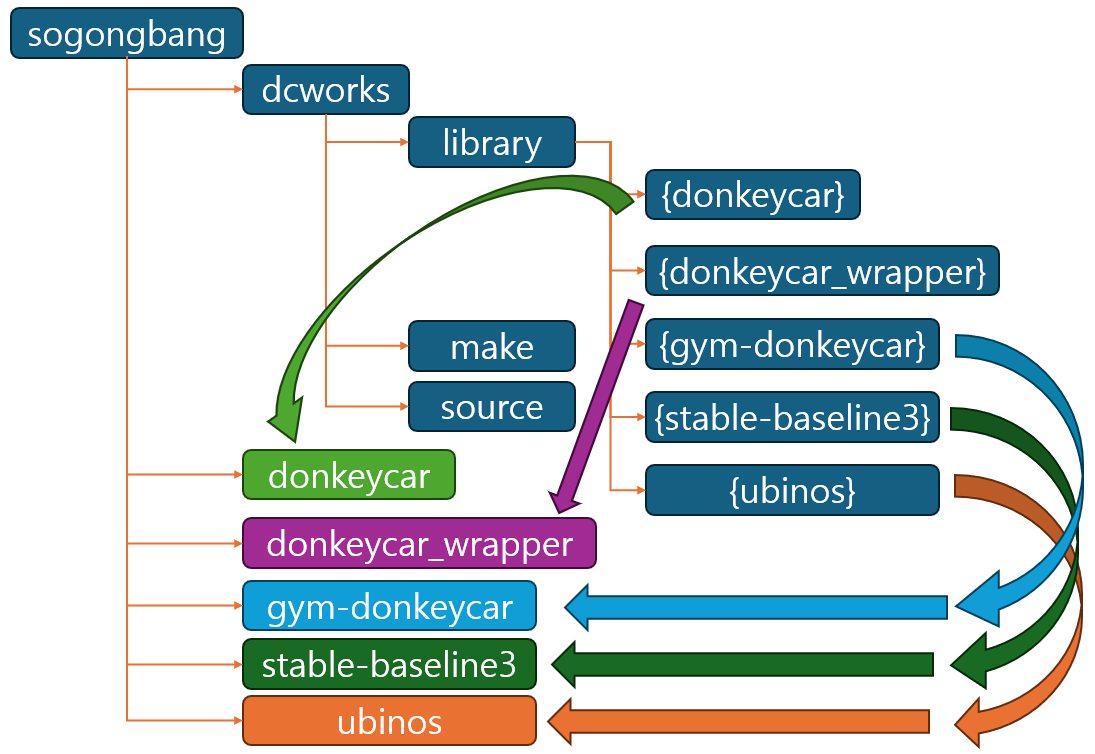 sogongbang
dcworks
library
{donkeycar}
{donkeycar_wrapper}
{gym-donkeycar}
{stable-baseline3}
{ubinos}
make
source
donkeycar
donkeycar_wrapper
gym-donkeycar
stable-baseline3
ubinos